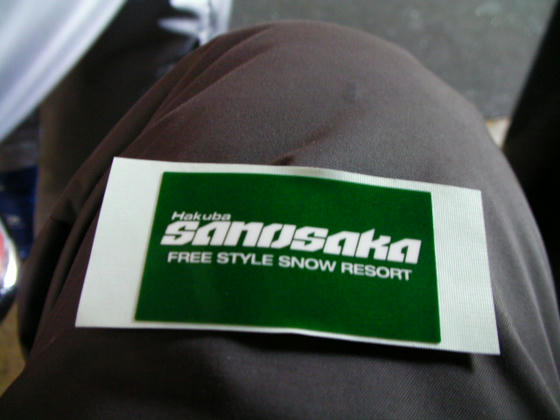 Hakuba
SANOSAKA
FREE STYLE SNOW RESORT